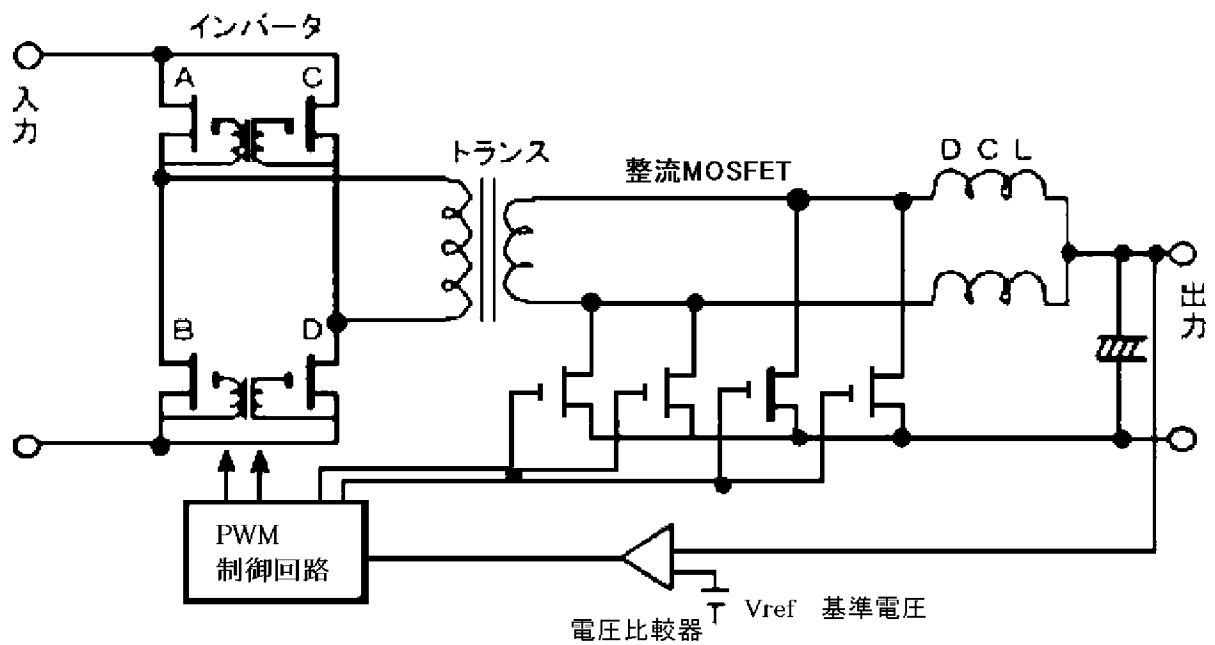 インバータ
A
C
入力
トランス
整流MOSFET
D C L
B
D
出力
PWM
制御回路
Vref 基準電圧
電圧比較器